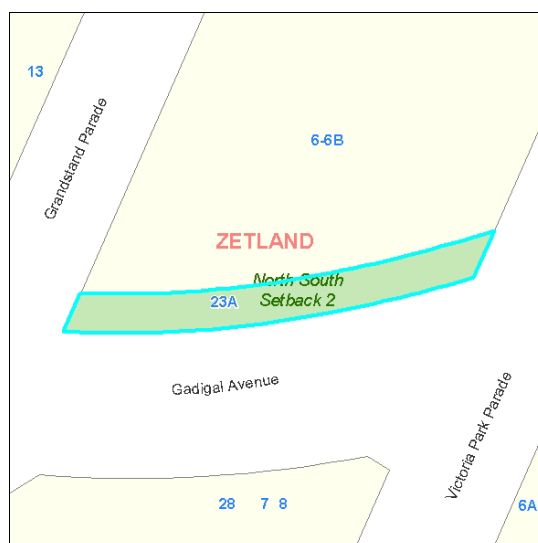 13
Grandstand Parade
6-6B
ZETLAND
North South
Setback 2
23A
Gadigal Avenue
Victoria Park Parade
28 7 8
6A